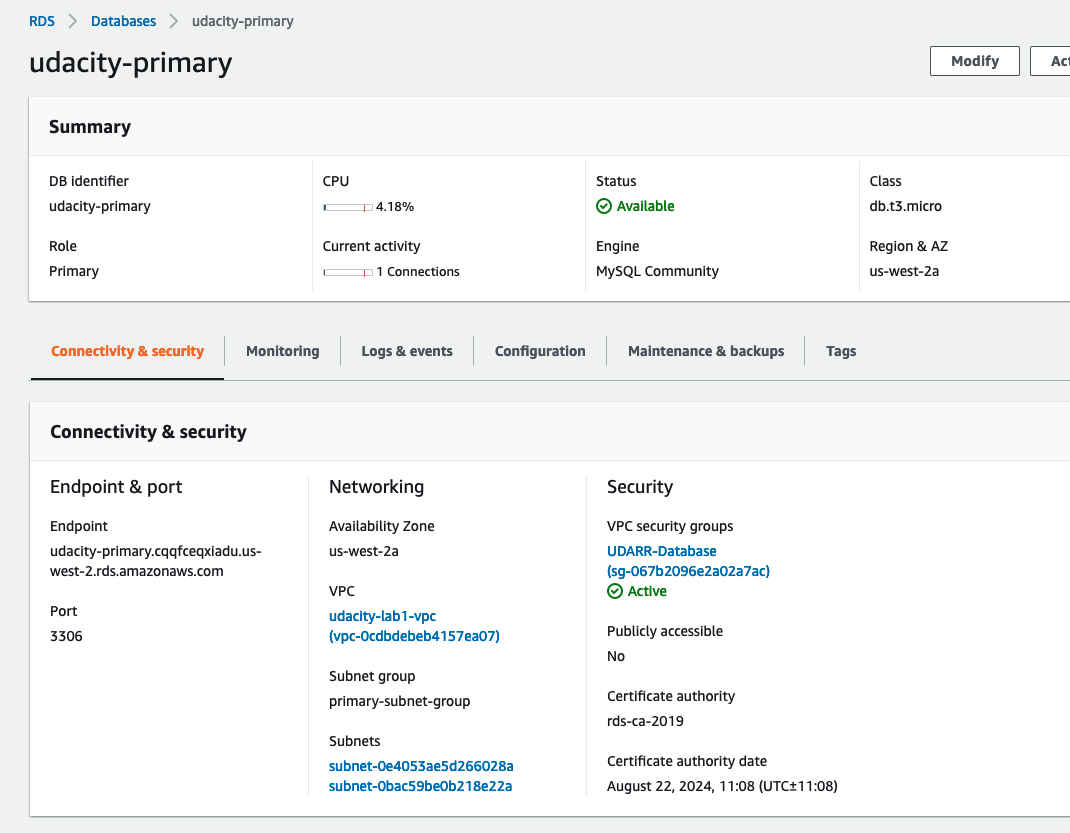 RDS > Databases > udacity-primary
udacity-primary
Modify
Act
Summary
DB identifier
udacity-primary
CPU
4.18%
Status
Available
Class
db.t3.micro
Role
Primary
Current activity
1 Connections
Engine
MySQL Community
Region & AZ
us-west-2a
Connectivity & security
Monitoring
Logs & events
Configuration
Maintenance & backups
Tags
Connectivity & security
Endpoint & port
Endpoint
udacity-primary.cqqfceqxiadu.us-
west-2.rds.amazonaws.com
Port
3306
Networking
Availability Zone
us-west-2a
VPC
udacity-lab1-vpc
(vpc-0cdbdebeb4157ea07)
Subnet group
primary-subnet-group
Subnets
subnet-0e4053ae5d266028a
subnet-0bac59be0b218e22a
Security
VPC security groups
UDARR-Database
(sg-067b2096e2a02a7ac)
Active
Publicly accessible
No
Certificate authority
rds-ca-2019
Certificate authority date
August 22, 2024, 11:08 (UTC±11:08)